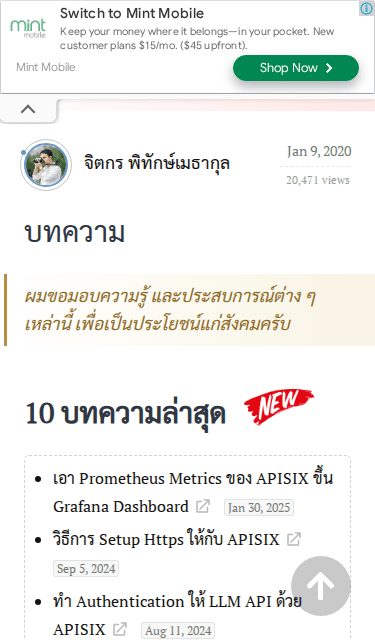 Switch to Mint Mobile
Keep your money where it belongs—in your pocket. New
customer plans $15/mo. ($45 upfront).
mint
mobile
Mint Mobile
Shop Now
จิตกร พิทักษ์เมธากุล
Jan 9, 2020
20,471 views
บทความ
ผมขอมอบความรู้ และประสบการณ์ต่าง ๆ
เหล่านี้ เพื่อเป็นประโยชน์แก่สังคมครับ
10 บทความล่าสุด
NEW
เอา Prometheus Metrics ของ APISIX ขึ้น
Grafana Dashboard
Jan 30, 2025
วิธีการ Setup Https ให้กับ APISIX
Sep 5, 2024
ทำ Authentication ให้ LLM API ด้วย
APISIX
Aug 11, 2024